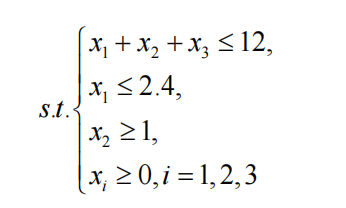 x₁ + x₂ + x₃ ≤ 12,
x₁ ≤ 2.4,
s.t.
x₂ ≥ 1,
xᵢ ≥ 0, i = 1, 2, 3